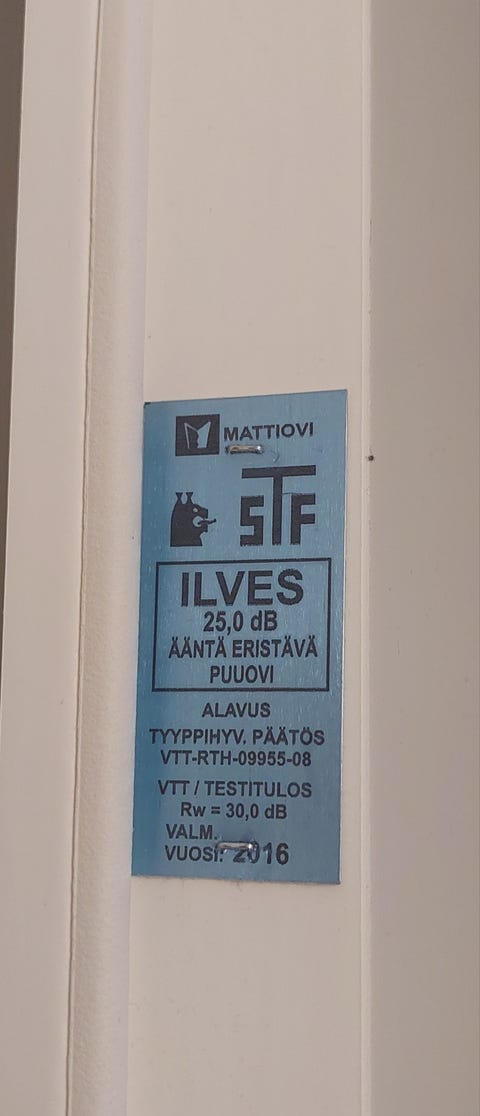 MATTIOVI
STF
ILVES
25,0 dB
ÄÄNTÄ ERISTÄVÄ
PUUOVI
ALAVUS
TYYPPIHYV. PÄÄTÖS
VTT-RTH-09955-08
VTT / TESTITULOS
Rw = 30,0 dB
VALM.
VUOSI: 2016